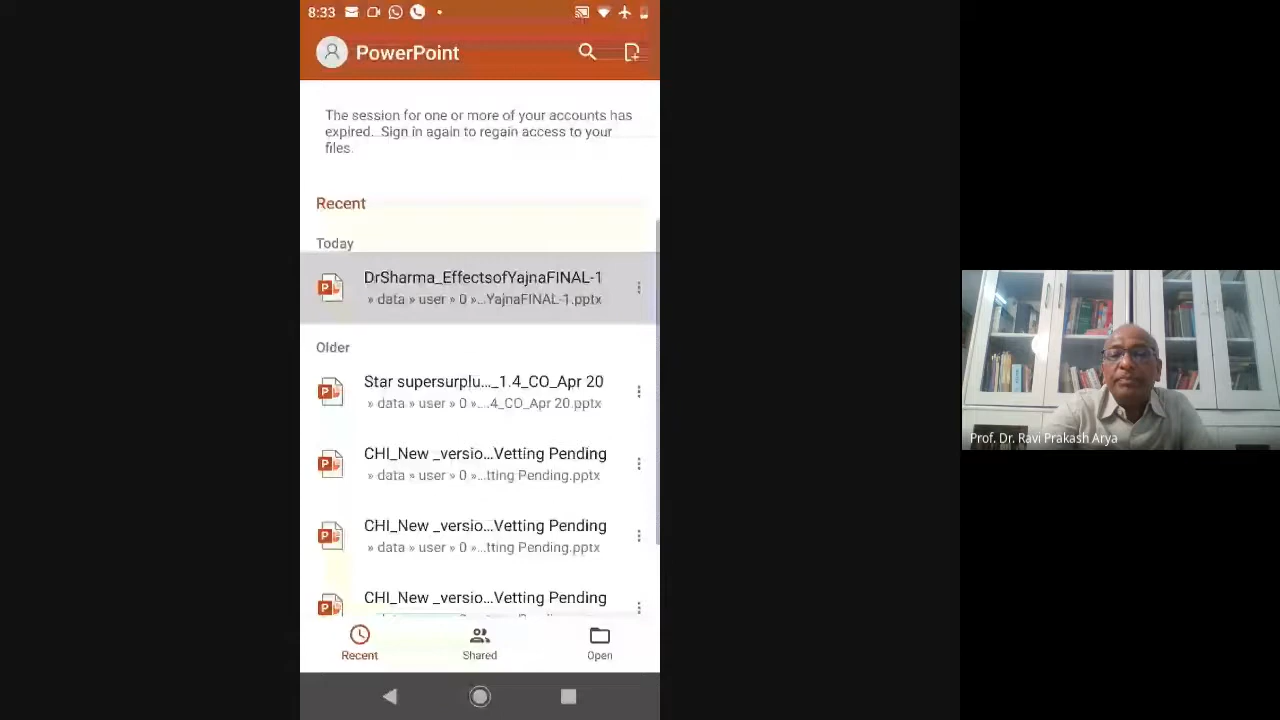 8:33
PowerPoint
The session for one or more of your accounts has
expired. Sign in again to regain access to your
files.
Recent
Today
DrSharma_EffectsofYajnaFINAL-1
» data » user » 0 »...YajnaFINAL-1.pptx
Older
Star supersurplu..._1.4_CO_Apr 20
» data » user » 0 »....4_CO_Apr 20.pptx
CHI_New _versio...Vetting Pending
» data » user » 0 »...tting Pending.pptx
CHI_New _versio...Vetting Pending
» data » user » 0 »...tting Pending.pptx
CHI_New _versio...Vetting Pending
Recent
Shared
Open
Prof. Dr. Ravi Prakash Arya